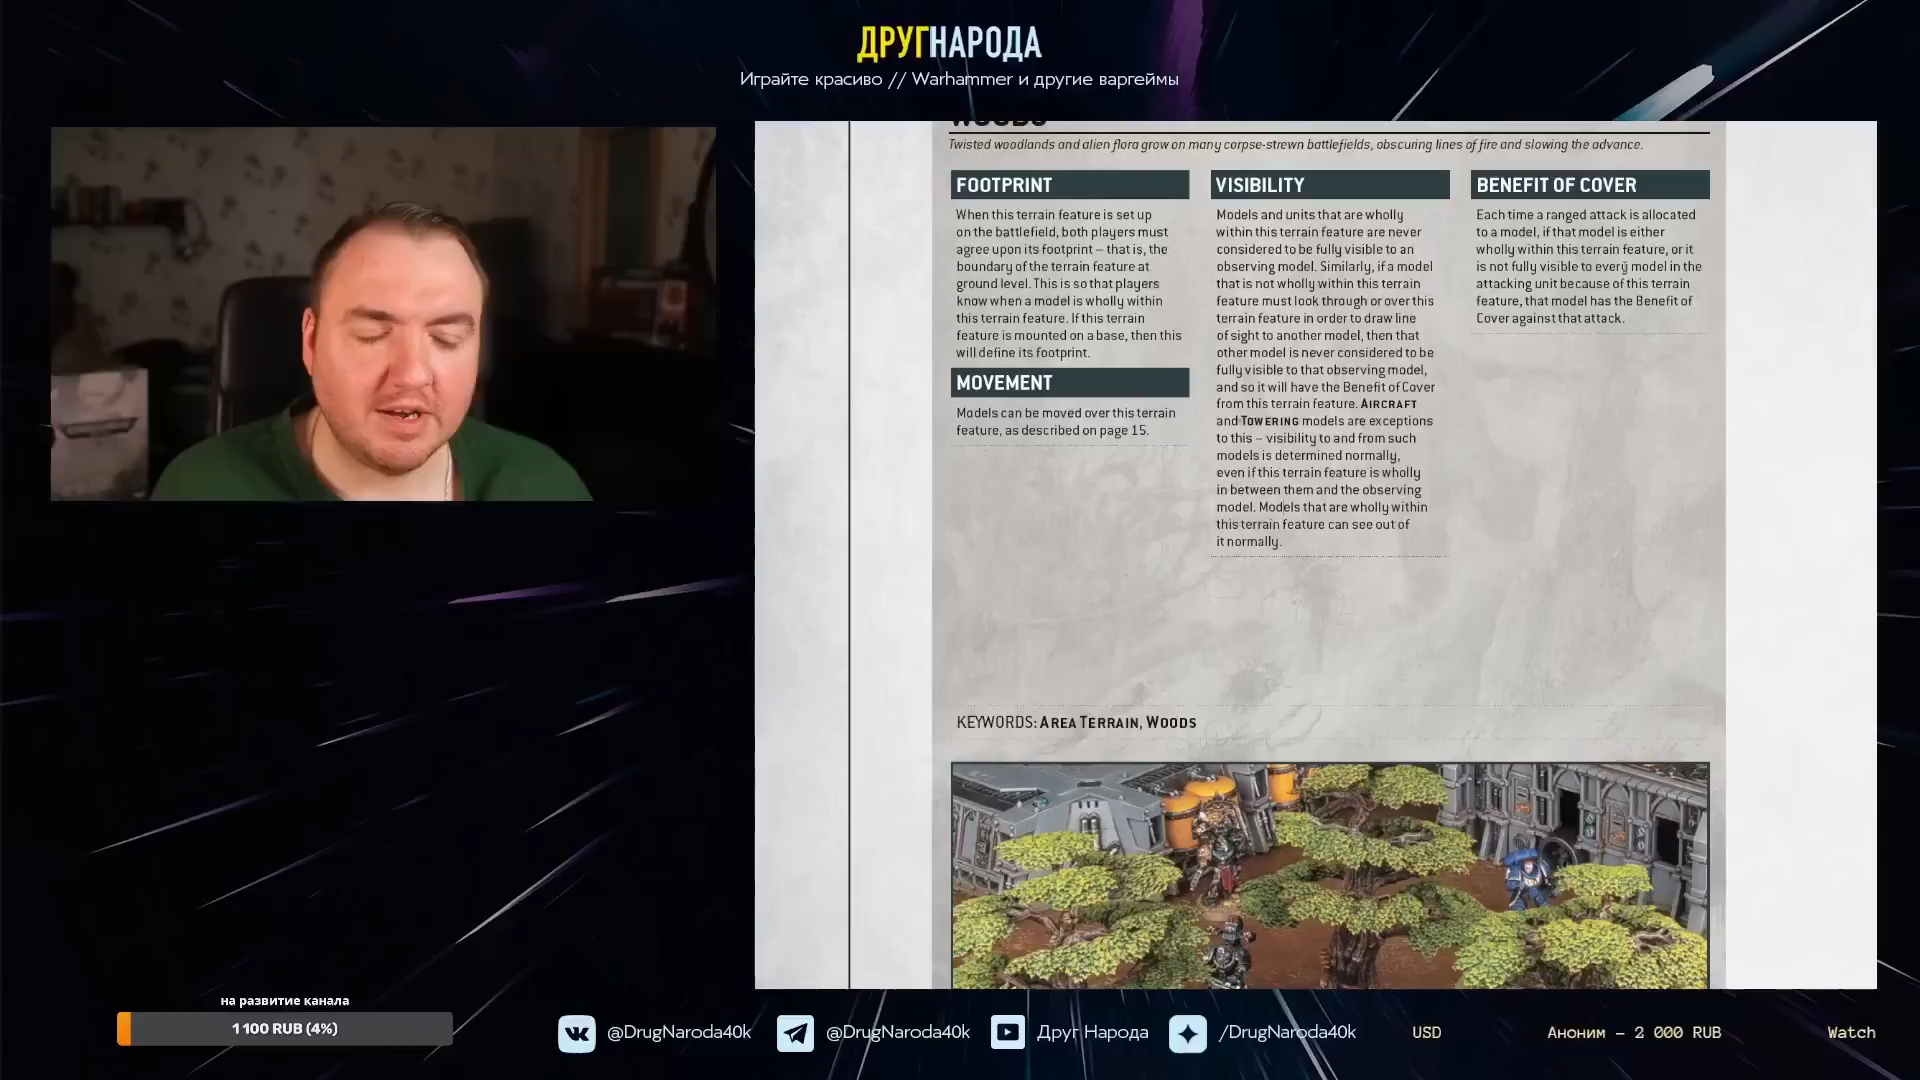 ДРУГНАРОДА
Играйте красиво // Warhammer и другие варгеймы
WOODS
Twisted woodlands and alien flora grow on many corpse-strewn battlefields, obscuring lines of fire and slowing the advance.
FOOTPRINT
When this terrain feature is set up
on the battlefield, both players must
agree upon its footprint – that is, the
boundary of the terrain feature at
ground level. This is so that players
know when a model is wholly within
this terrain feature. If this terrain
feature is mounted on a base, then this
will define its footprint.
MOVEMENT
Models can be moved over this terrain
feature, as described on page 15.
VISIBILITY
Models and units that are wholly
within this terrain feature are never
considered to be fully visible to an
observing model. Similarly, if a model
that is not wholly within this terrain
feature must look through or over this
terrain feature in order to draw line
of sight to another model, then that
other model is never considered to be
fully visible to that observing model,
and so it will have the Benefit of Cover
from this terrain feature. AIRCRAFT
and TOWERING models are exceptions
to this – visibility to and from such
models is determined normally,
even if this terrain feature is wholly
in between them and the observing
model. Models that are wholly within
this terrain feature can see out of
it normally.
BENEFIT OF COVER
Each time a ranged attack is allocated
to a model, if that model is either
wholly within this terrain feature, or it
is not fully visible to every model in the
attacking unit because of this terrain
feature, that model has the Benefit of
Cover against that attack.
KEYWORDS: AREA TERRAIN, WOODS
на развитие канала
1 100 RUB (4%)
@DrugNaroda40k
@DrugNaroda40k
Друг Народа
/DrugNaroda40k
USD
Аноним – 2 000 RUB
Watch